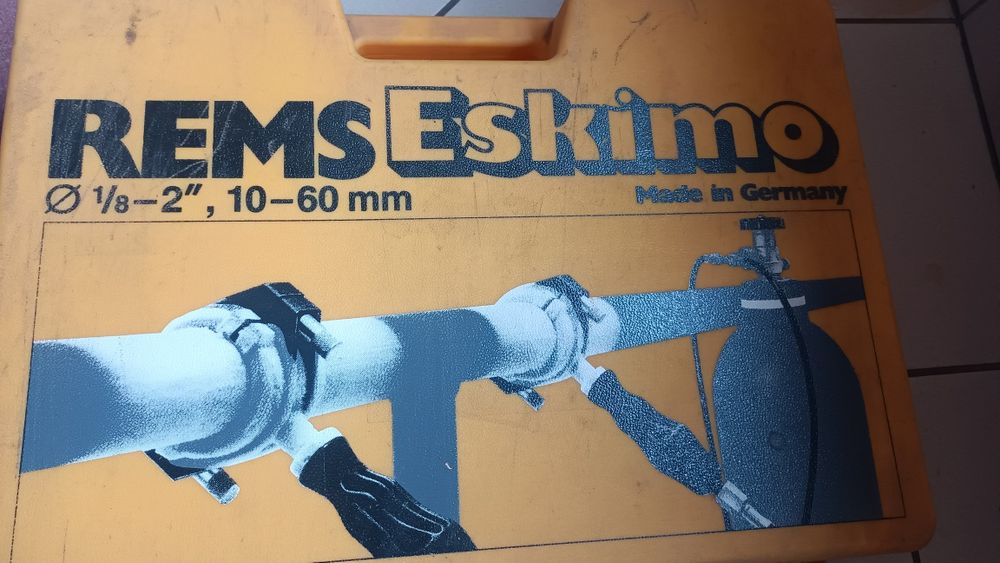 REMS Eskimo
Ø 1/8–2″, 10–60 mm
Made in Germany